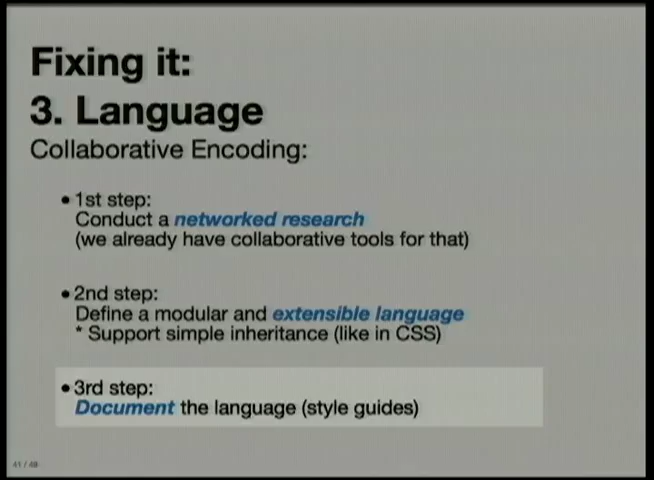 Fixing it:
3. Language
Collaborative Encoding:
• 1st step:
Conduct a networked research
(we already have collaborative tools for that)
• 2nd step:
Define a modular and extensible language
* Support simple inheritance (like in CSS)
• 3rd step:
Document the language (style guides)